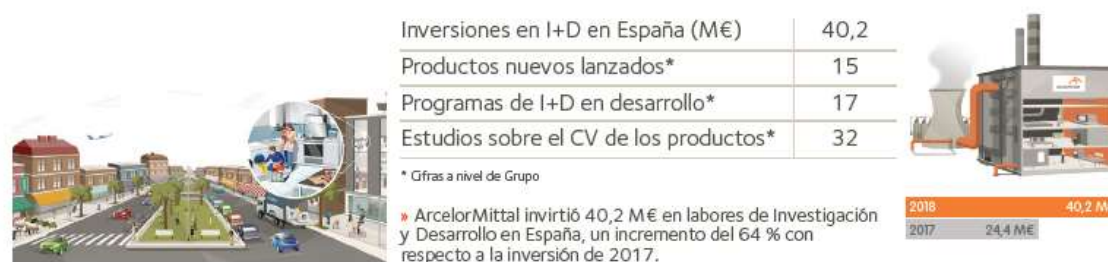 Inversiones en I+D en España (M€) 40,2
Productos nuevos lanzados* 15
Programas de I+D en desarrollo* 17
Estudios sobre el CV de los productos* 32
* Cifras a nivel de Grupo
» ArcelorMittal invirtió 40,2 M€ en labores de Investigación
y Desarrollo en España, un incremento del 64 % con
respecto a la inversión de 2017.
2018 40,2 M
2017 24,4 M€